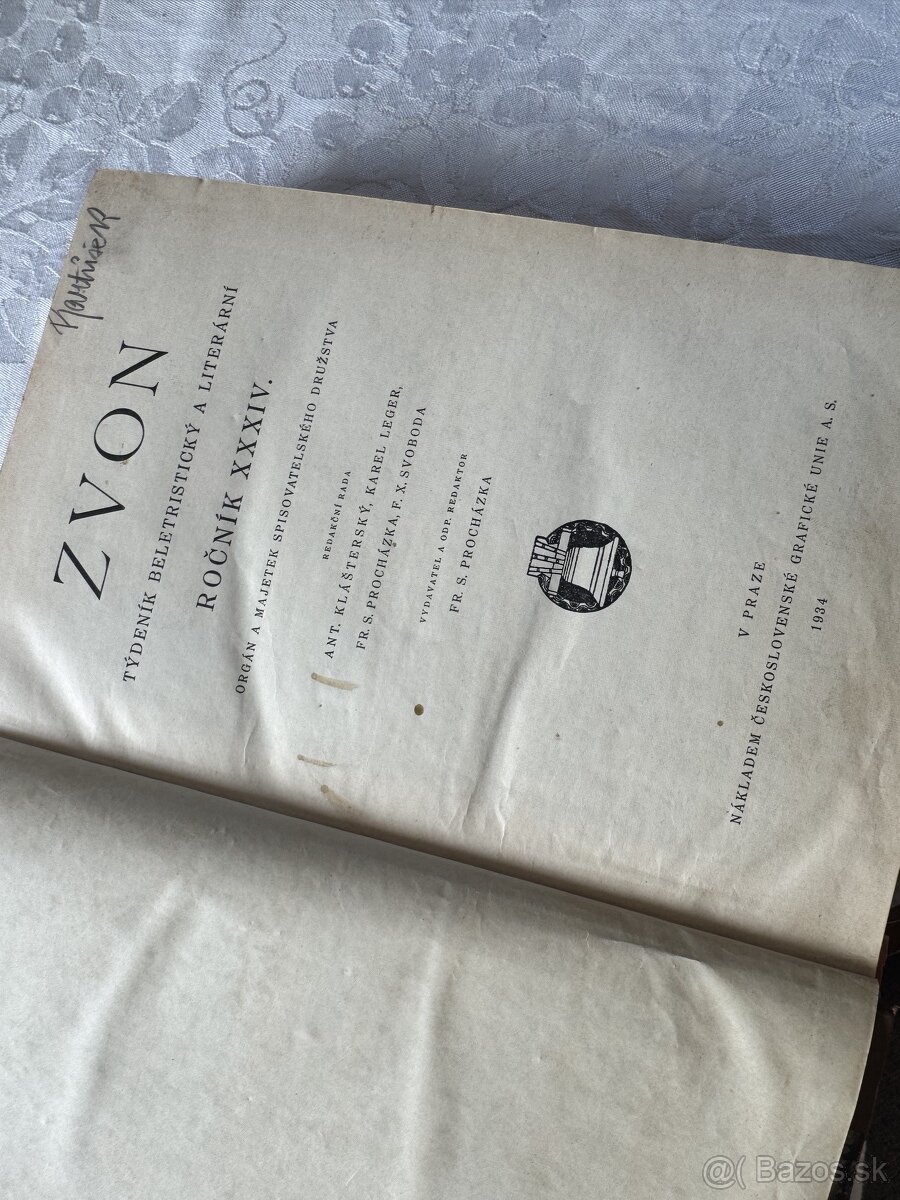 ZVON
TÝDENÍK BELETRISTICKÝ A LITERÁRNÍ
ROČNÍK XXXIV.
ORGÁN A MAJETEK SPISOVATELSKÉHO DRUŽSTVA
REDAKČNÍ RADA
ANT. KLÁŠTERSKÝ, KAREL LEGER,
FR. S. PROCHÁZKA, F. X. SVOBODA
VYDAVATEL A ODP. REDAKTOR
FR. S. PROCHÁZKA
V PRAZE
NÁKLADEM ČESKOSLOVENSKÉ GRAFICKÉ UNIE A. S.
1934
@( Bazos.sk